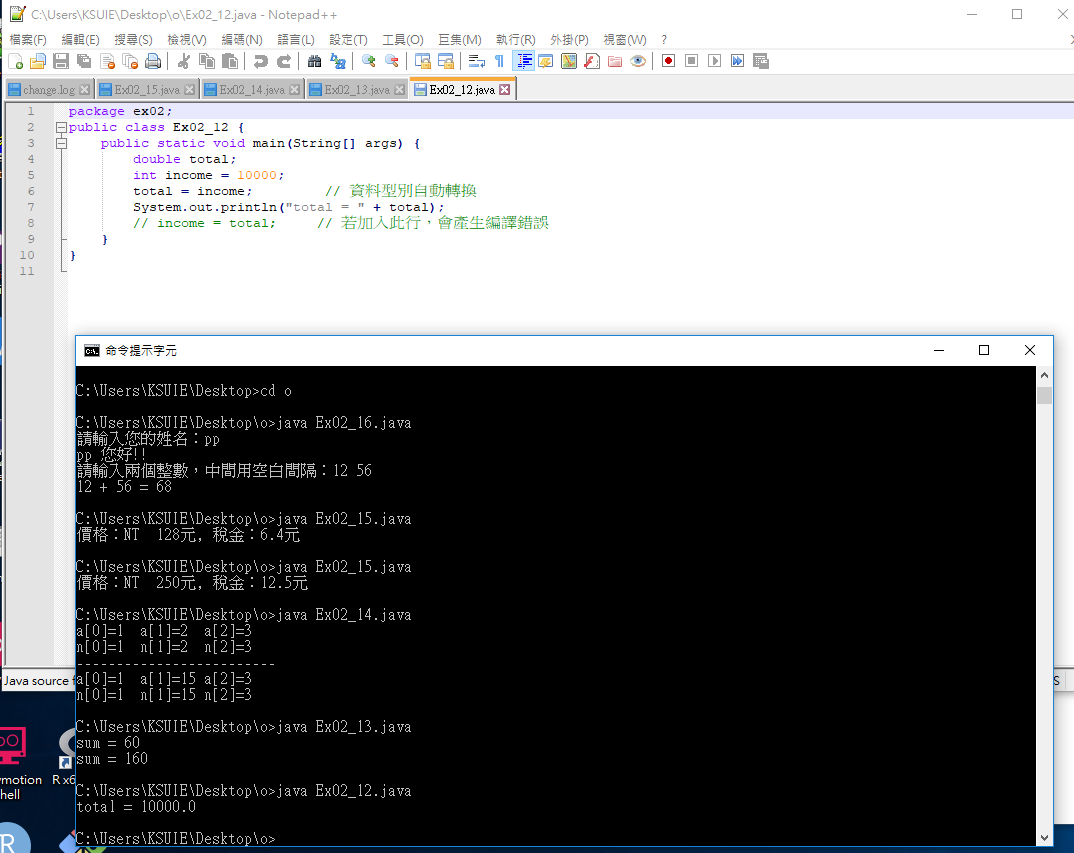 C:\Users\KSUIE\Desktop\o\Ex02_12.java - Notepad++
檔案(F) 編輯(E) 搜尋(S) 檢視(V) 編碼(N) 語言(L) 設定(T) 工具(O) 巨集(M) 執行(R) 外掛(P) 視窗(W) ?
change.log Ex02_15.java Ex02_14.java Ex02_13.java Ex02_12.java
1 package ex02;
2 public class Ex02_12 {
3 public static void main(String[] args) {
4 double total;
5 int income = 10000;
6 total = income; // 資料型別自動轉換
7 System.out.println("total = " + total);
8 // income = total; // 若加入此行，會產生編譯錯誤
9 }
10 }
11
命令提示字元
C:\Users\KSUIE\Desktop>cd o
C:\Users\KSUIE\Desktop\o>java Ex02_16.java
請輸入您的姓名：pp
pp 您好!!
請輸入兩個整數，中間用空白間隔：12 56
12 + 56 = 68
C:\Users\KSUIE\Desktop\o>java Ex02_15.java
價格：NT 128元, 稅金：6.4元
C:\Users\KSUIE\Desktop\o>java Ex02_15.java
價格：NT 250元, 稅金：12.5元
C:\Users\KSUIE\Desktop\o>java Ex02_14.java
a[0]=1 a[1]=2 a[2]=3
n[0]=1 n[1]=2 n[2]=3
-------------------------
a[0]=1 a[1]=15 a[2]=3
n[0]=1 n[1]=15 n[2]=3
C:\Users\KSUIE\Desktop\o>java Ex02_13.java
sum = 60
sum = 160
C:\Users\KSUIE\Desktop\o>java Ex02_12.java
total = 10000.0
C:\Users\KSUIE\Desktop\o>
Java source f
S
ymotion
hell
R x6
R